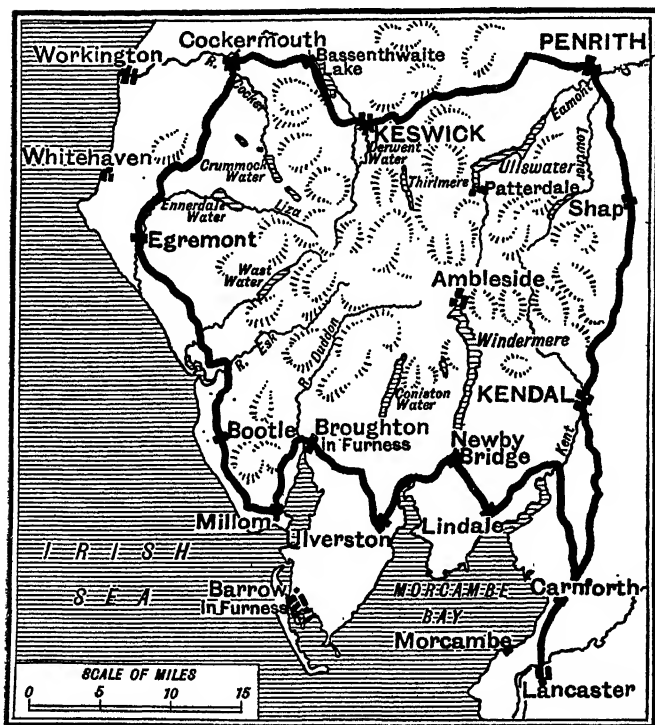 Workington
Cockermouth
Bassenthwaite
Lake
PENRITH
R.
Cocker
KESWICK
Derwent
Water
Eamont
Lowther
Whitehaven
Crummock
Water
Thirlmere
Ullswater
Patterdale
Shap
Ennerdale
Water
Liza
Egremont
Wast
Water
Ambleside
R. Esk
R. Duddon
Windermere
Coniston
Water
KENDAL
Kent
Bootle
Broughton
in Furness
Newby
Bridge
Millom
Ulverston
Lindale
IRISH
SEA
Barrow
in Furness
MORCAMBE
BAY
Carnforth
Morcambe
Lancaster
SCALE OF MILES
0 5 10 15